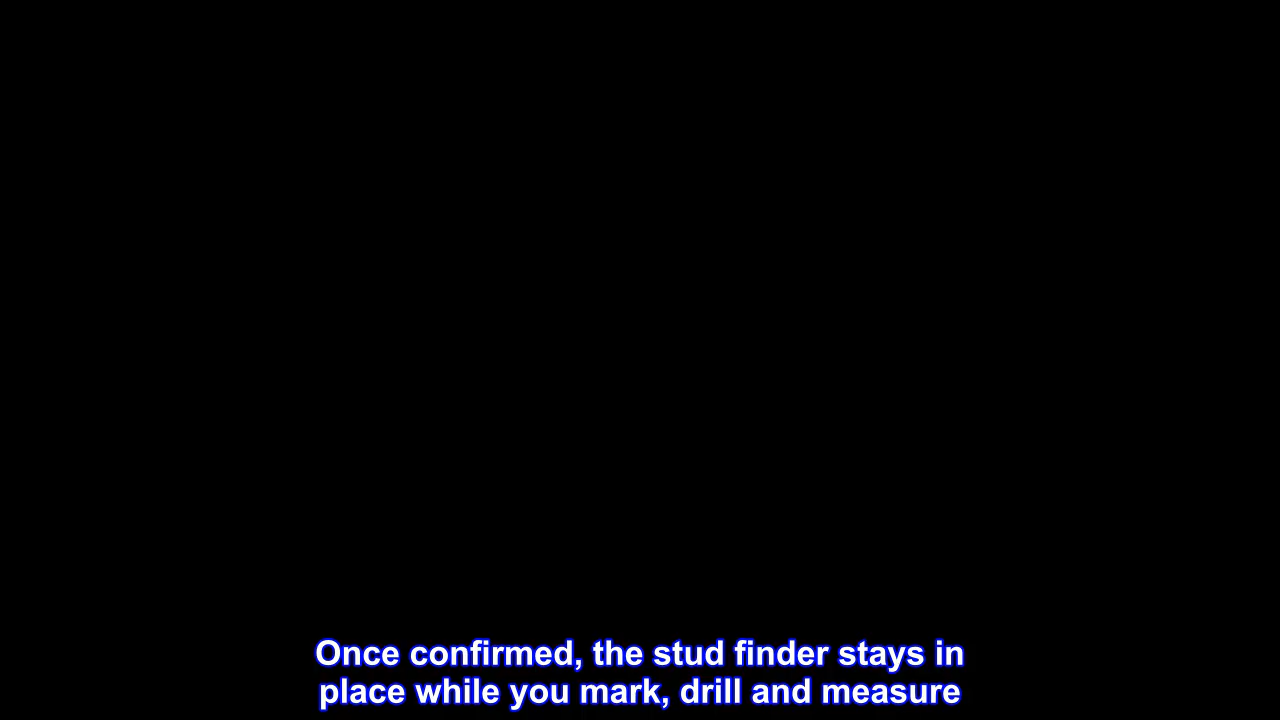 Once confirmed, the stud finder stays in
place while you mark, drill and measure